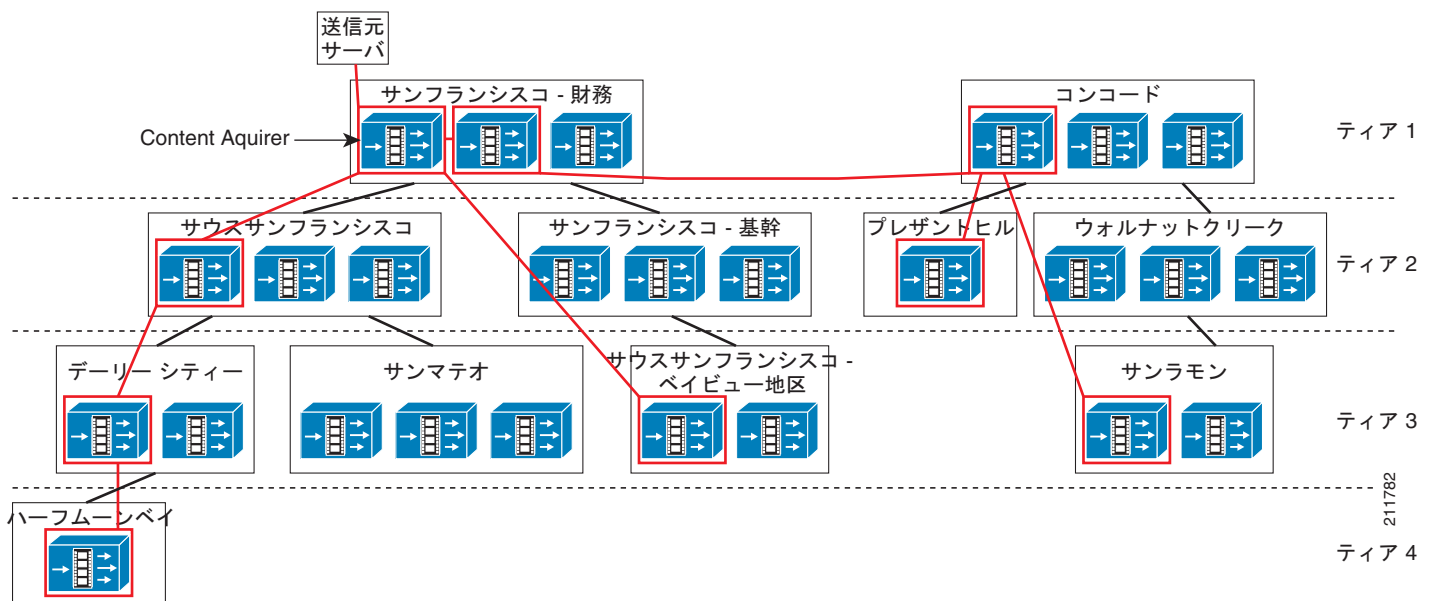 送信元
サーバ
サンフランシスコ - 財務
コンコード
Content Aquirer
ティア 1
サウスサンフランシスコ
サンフランシスコ - 基幹
プレザントヒル
ウォルナットクリーク
ティア 2
デーリー シティー
サンマテオ
サウスサンフランシスコ -
ベイビュー地区
サンラモン
ティア 3
211782
ハーフムーンベイ
ティア 4